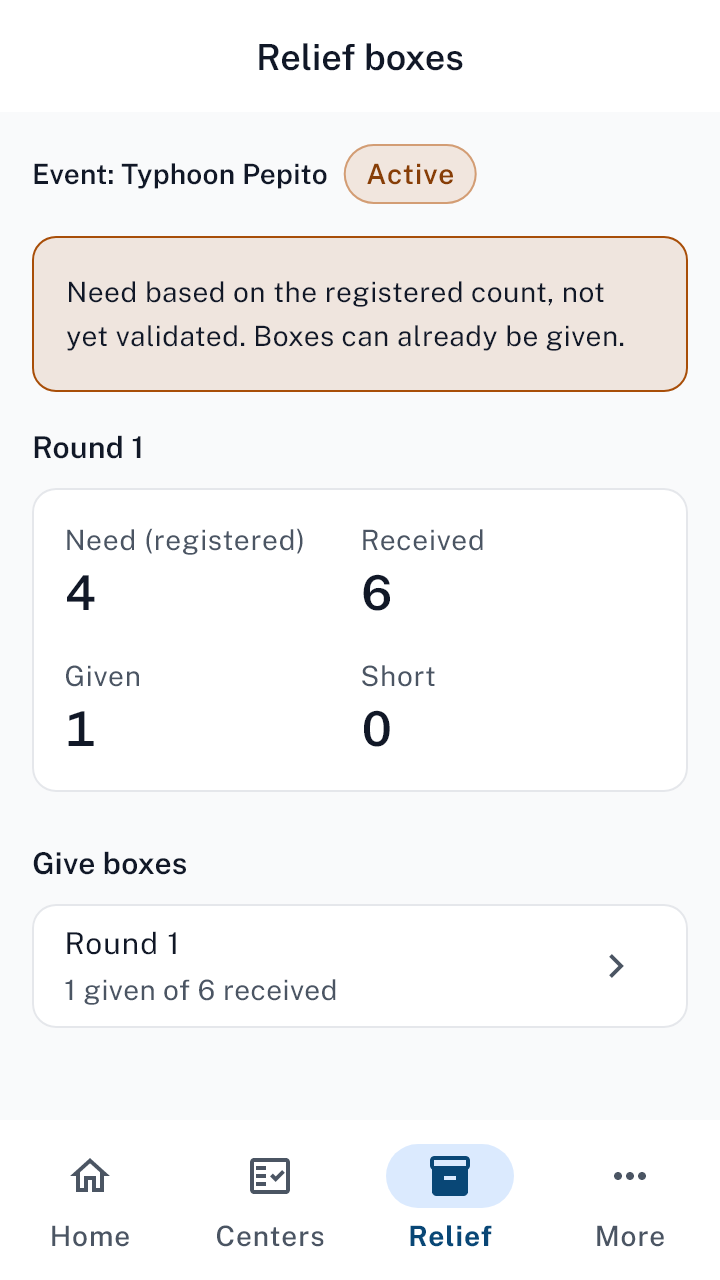 Relief boxes
Event: Typhoon Pepito Active
Need based on the registered count, not
yet validated. Boxes can already be given.
Round 1
Need (registered) Received
4 6
Given Short
1 0
Give boxes
Round 1
1 given of 6 received
Home Centers Relief More